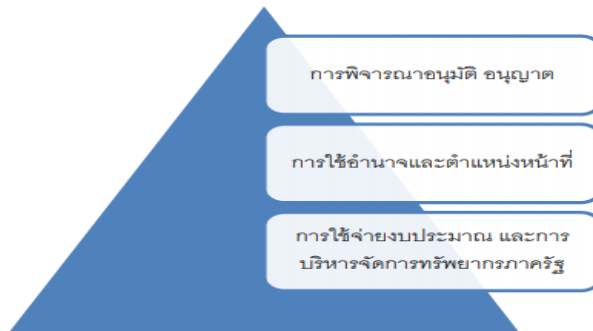 การพิจารณาอนุมัติ อนุญาต
การใช้อำนาจและตำแหน่งหน้าที่
การใช้จ่ายงบประมาณ และการ
บริหารจัดการทรัพยากรภาครัฐ